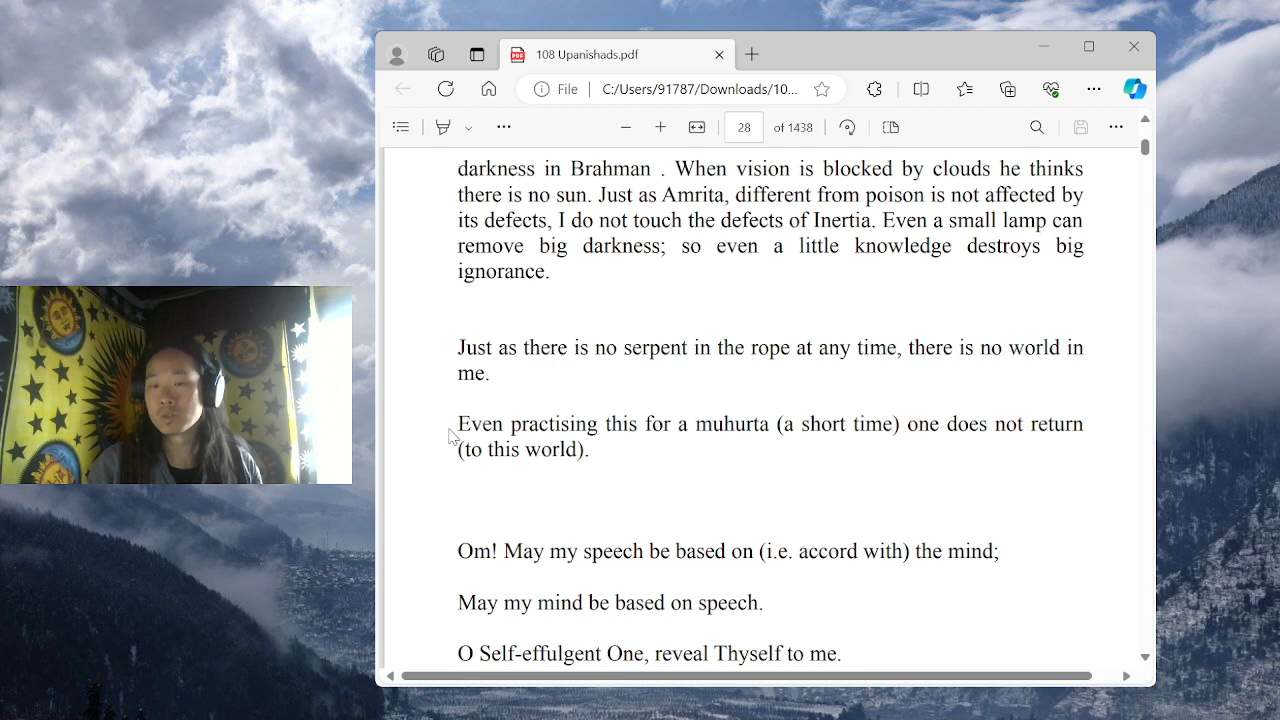 108 Upanishads.pdf
File
C:/Users/91787/Downloads/10...
28
of 1438
darkness in Brahman . When vision is blocked by clouds he thinks
there is no sun. Just as Amrita, different from poison is not affected by
its defects, I do not touch the defects of Inertia. Even a small lamp can
remove big darkness; so even a little knowledge destroys big
ignorance.
Just as there is no serpent in the rope at any time, there is no world in
me.
Even practising this for a muhurta (a short time) one does not return
(to this world).
Om! May my speech be based on (i.e. accord with) the mind;
May my mind be based on speech.
O Self-effulgent One, reveal Thyself to me.